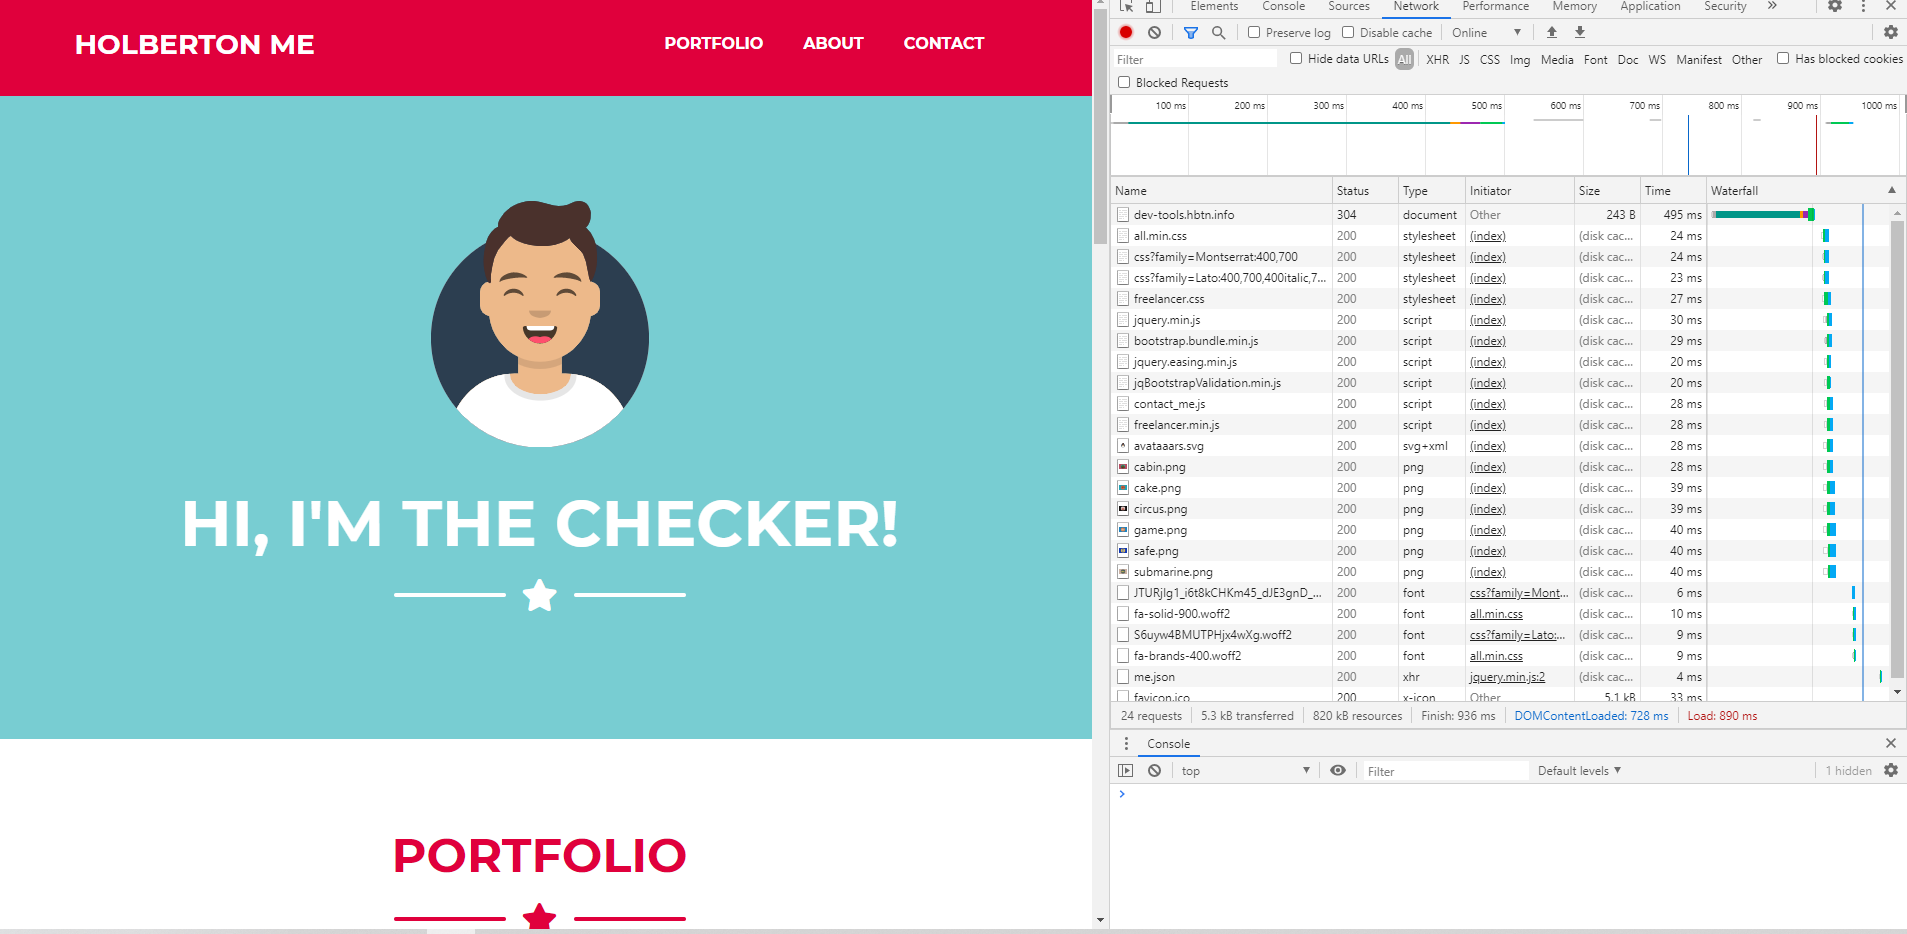 HOLBERTON ME
PORTFOLIO ABOUT CONTACT
HI, I'M THE CHECKER!
PORTFOLIO
Elements Console Sources Network Performance Memory Application Security »
Preserve log Disable cache Online
Filter Hide data URLs All XHR JS CSS Img Media Font Doc WS Manifest Other Has blocked cookies
Blocked Requests
100 ms 200 ms 300 ms 400 ms 500 ms 600 ms 700 ms 800 ms 900 ms 1000 ms
Name Status Type Initiator Size Time Waterfall
dev-tools.hbtn.info 304 document Other 243 B 495 ms
all.min.css 200 stylesheet (index) (disk cac... 24 ms
css?family=Montserrat:400,700 200 stylesheet (index) (disk cac... 24 ms
css?family=Lato:400,700,400italic,7... 200 stylesheet (index) (disk cac... 23 ms
freelancer.css 200 stylesheet (index) (disk cac... 27 ms
jquery.min.js 200 script (index) (disk cac... 30 ms
bootstrap.bundle.min.js 200 script (index) (disk cac... 29 ms
jquery.easing.min.js 200 script (index) (disk cac... 20 ms
jqBootstrapValidation.min.js 200 script (index) (disk cac... 20 ms
contact_me.js 200 script (index) (disk cac... 28 ms
freelancer.min.js 200 script (index) (disk cac... 28 ms
avataaars.svg 200 svg+xml (index) (disk cac... 28 ms
cabin.png 200 png (index) (disk cac... 28 ms
cake.png 200 png (index) (disk cac... 39 ms
circus.png 200 png (index) (disk cac... 39 ms
game.png 200 png (index) (disk cac... 40 ms
safe.png 200 png (index) (disk cac... 40 ms
submarine.png 200 png (index) (disk cac... 40 ms
JTURjIg1_i6t8kCHKm45_dJE3gnD_... 200 font css?family=Mont... (disk cac... 6 ms
fa-solid-900.woff2 200 font all.min.css (disk cac... 10 ms
S6uyw4BMUTPHjx4wXg.woff2 200 font css?family=Lato:... (disk cac... 9 ms
fa-brands-400.woff2 200 font all.min.css (disk cac... 9 ms
me.json 200 xhr jquery.min.js:2 (disk cac... 4 ms
favicon.ico 200 x-icon Other 5.1 kB 33 ms
24 requests 5.3 kB transferred 820 kB resources Finish: 936 ms DOMContentLoaded: 728 ms Load: 890 ms
Console
top Filter Default levels 1 hidden